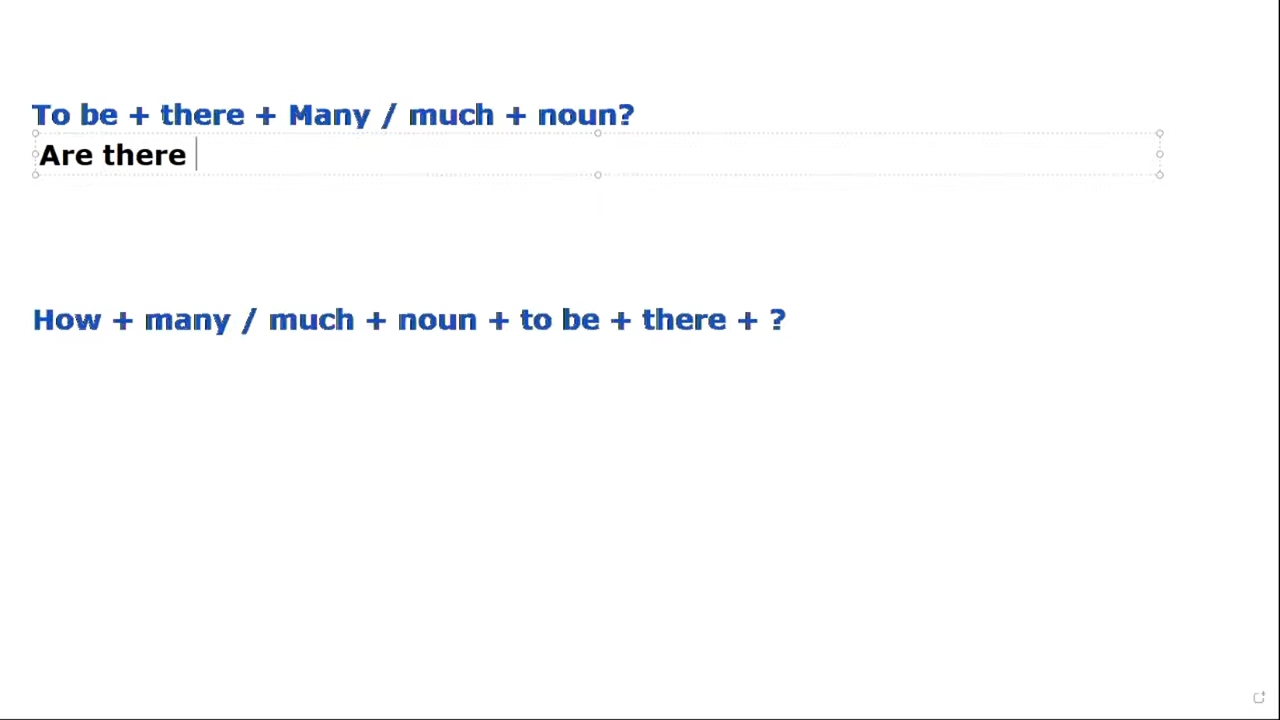 To be + there + Many / much + noun?
Are there
How + many / much + noun + to be + there + ?